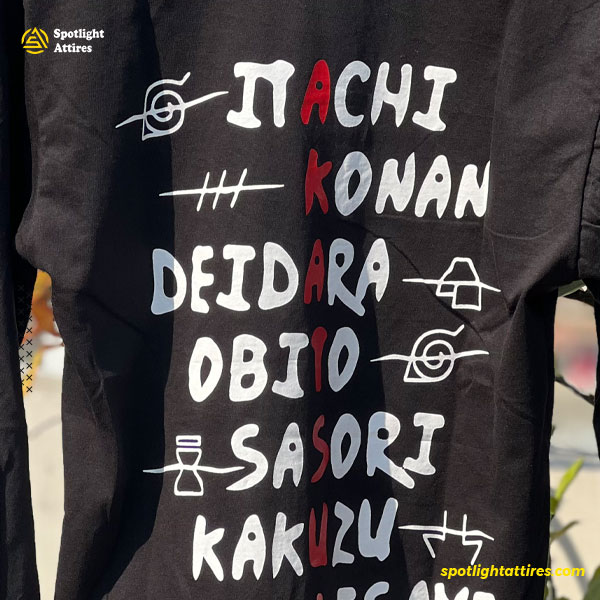 Spotlight
Attires
ITACHI
KONAN
DEIDARA
OBITO
SASORI
KAKUZU
spotlightattires.com